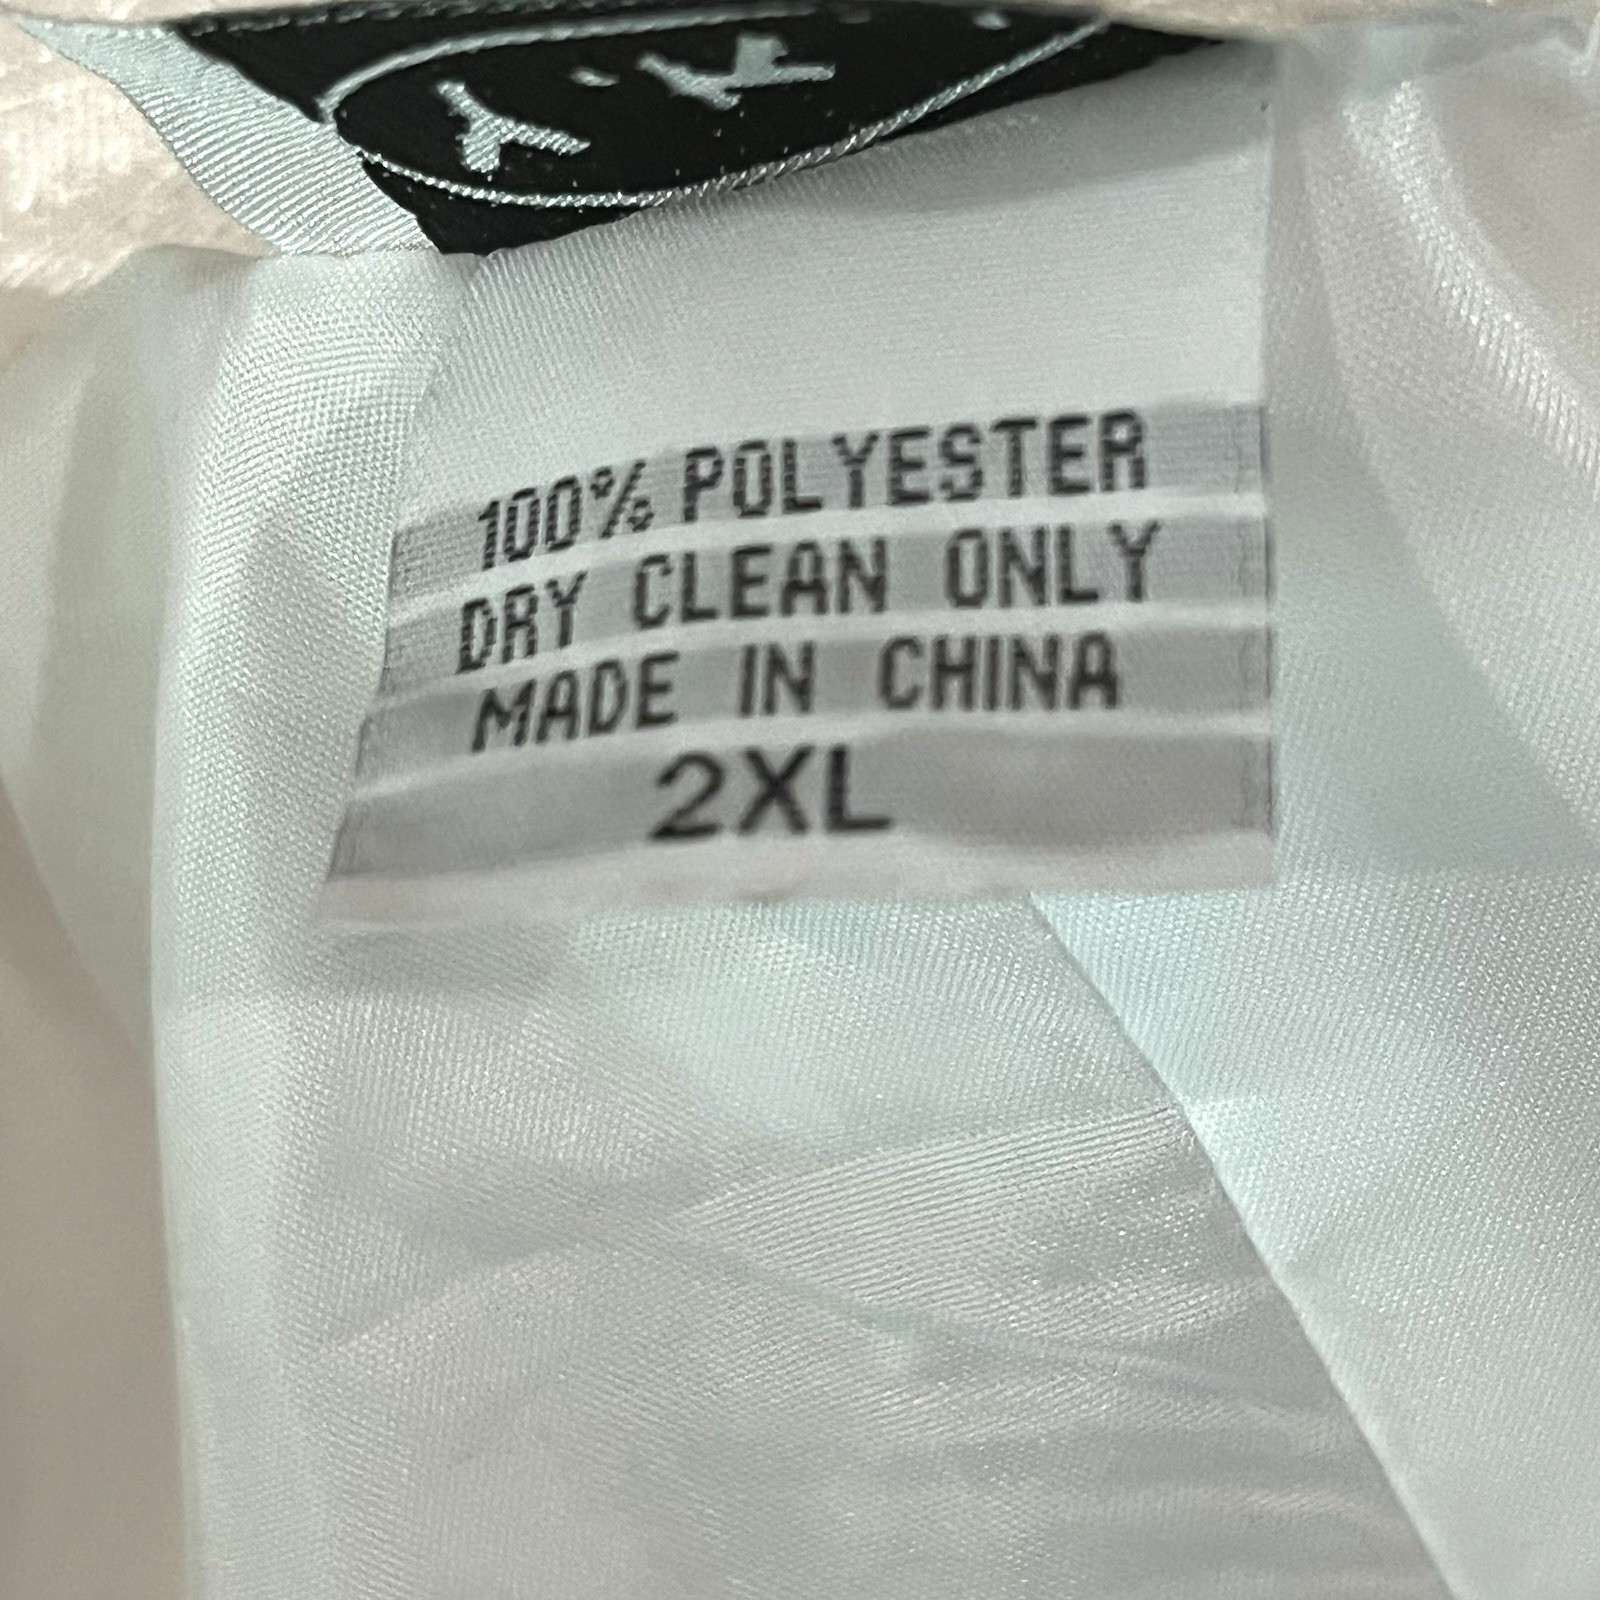 100% POLYESTER
DRY CLEAN ONLY
MADE IN CHINA
2XL